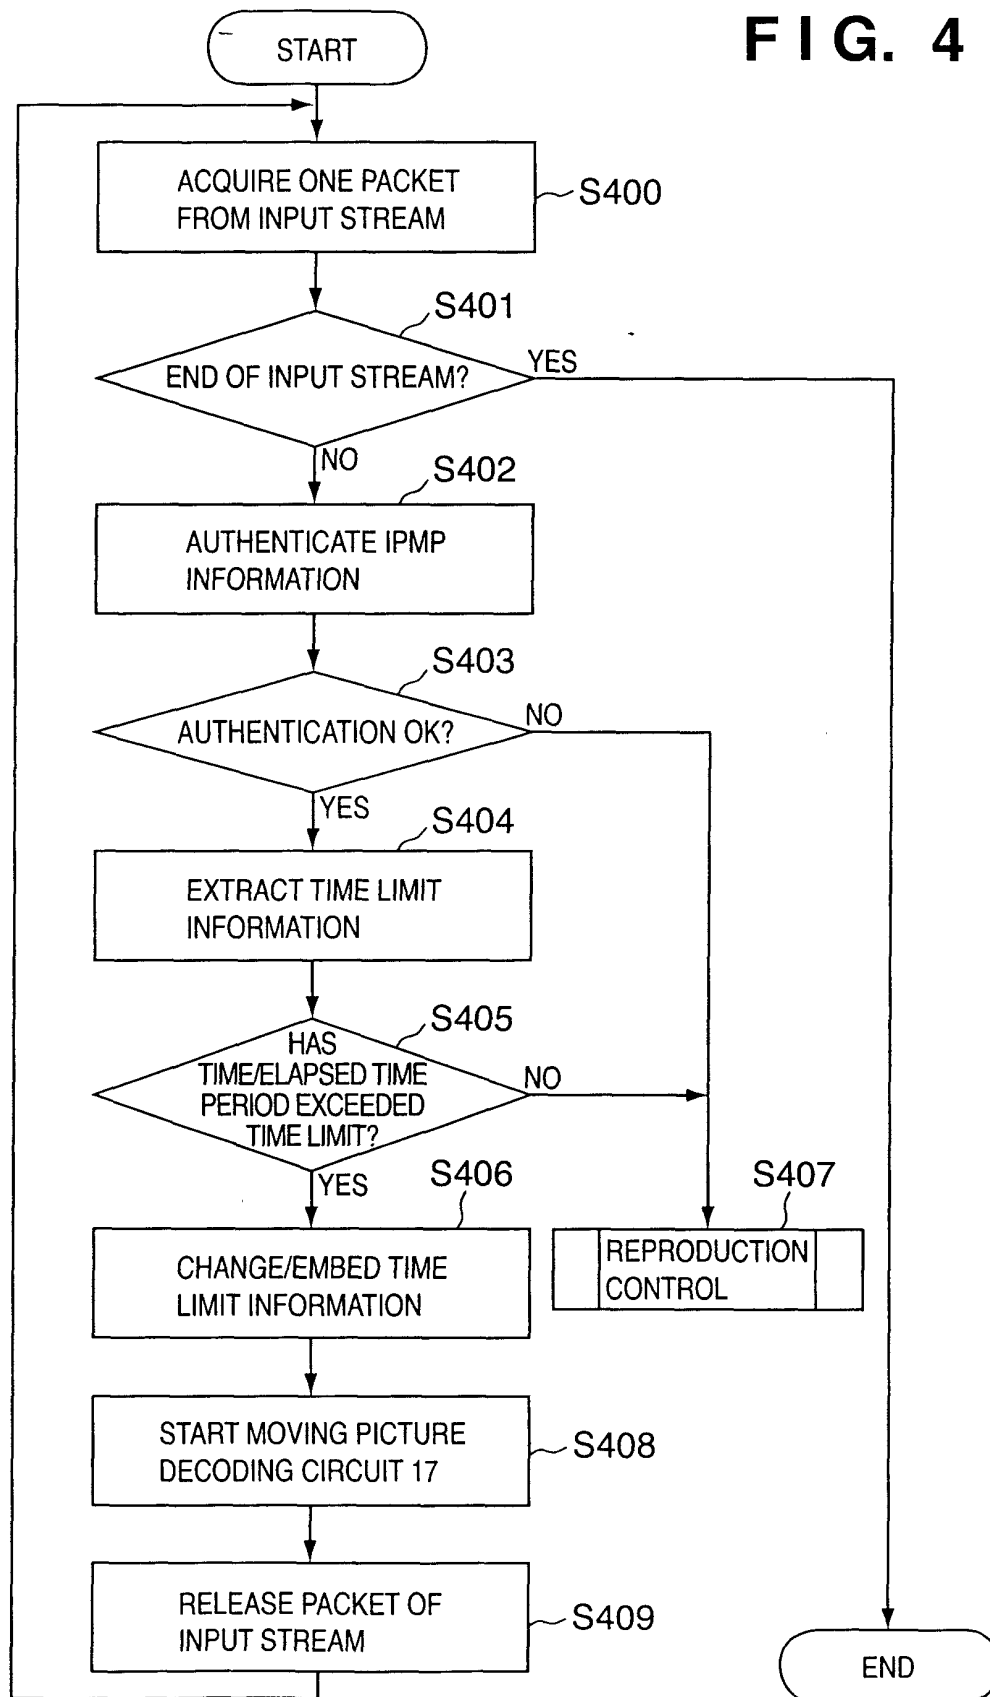 FIG. 4
START
ACQUIRE ONE PACKET
FROM INPUT STREAM
S400
S401
END OF INPUT STREAM?
YES
NO
S402
AUTHENTICATE IPMP
INFORMATION
S403
AUTHENTICATION OK?
NO
YES
S404
EXTRACT TIME LIMIT
INFORMATION
S405
HAS
TIME/ELAPSED TIME
PERIOD EXCEEDED
TIME LIMIT?
NO
YES
S406
CHANGE/EMBED TIME
LIMIT INFORMATION
S407
REPRODUCTION
CONTROL
START MOVING PICTURE
DECODING CIRCUIT 17
S408
RELEASE PACKET OF
INPUT STREAM
S409
END